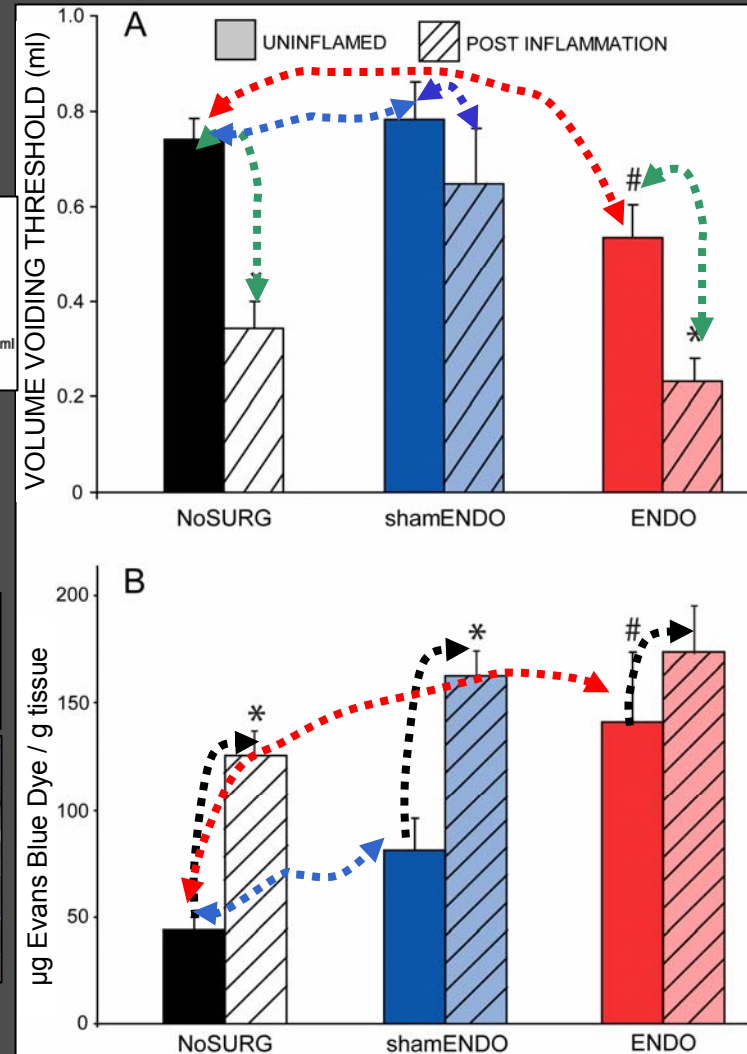 A
UNINFLAMED
POST INFLAMMATION
VOLUME VOIDING THRESHOLD (ml)
1.0
0.8
0.6
0.4
0.2
0
#
*
*
ml
NoSURG
shamENDO
ENDO
B
µg Evans Blue Dye / g tissue
200
150
100
50
0
*
*
#
NoSURG
shamENDO
ENDO